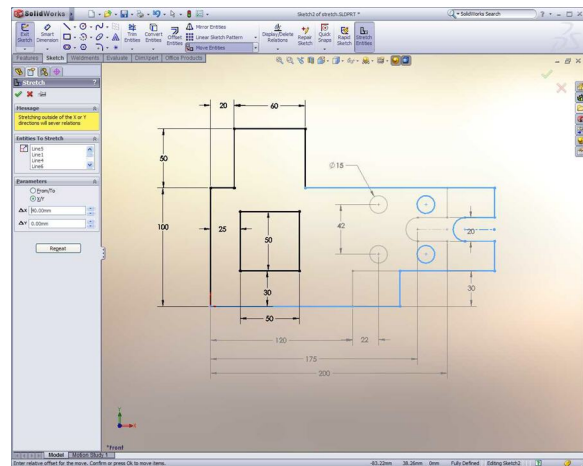 SolidWorks
Sketch2 of stretch.SLDPRT *
SolidWorks Search
Exit Sketch
Smart Dimension
Trim Entities
Convert Entities
Offset Entities
Mirror Entities
Linear Sketch Pattern
Move Entities
Display/Delete Relations
Repair Sketch
Quick Snaps
Rapid Sketch
Stretch Entities
Features Sketch Weldments Evaluate DimXpert Office Products
Stretch
Message
Stretching outside of the X or Y
directions will sever relations
Entities To Stretch
Line5
Line1
Line4
Line6
Parameters
From/To
X/Y
ΔX 40.00mm
ΔY 0.00mm
Repeat
20
60
50
Ø15
100
25
50
42
20
30
30
50
120
22
175
200
Y
X
*Front
Model Motion Study 1
Enter relative offset for the move. Confirm or press Ok to move items.
-83.22mm 38.26mm 0mm Fully Defined Editing Sketch2